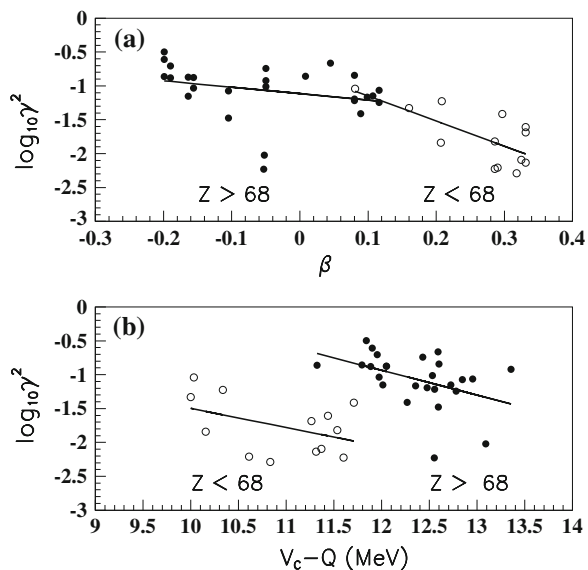 (a)
0
-0.5
-1
-1.5
-2
-2.5
-3
log₁₀γ²
Z > 68
Z < 68
-0.3 -0.2 -0.1 0 0.1 0.2 0.3 0.4
β
(b)
0
-0.5
-1
-1.5
-2
-2.5
-3
log₁₀γ²
Z < 68
Z > 68
9 9.5 10 10.5 11 11.5 12 12.5 13 13.5 14
V_C−Q (MeV)